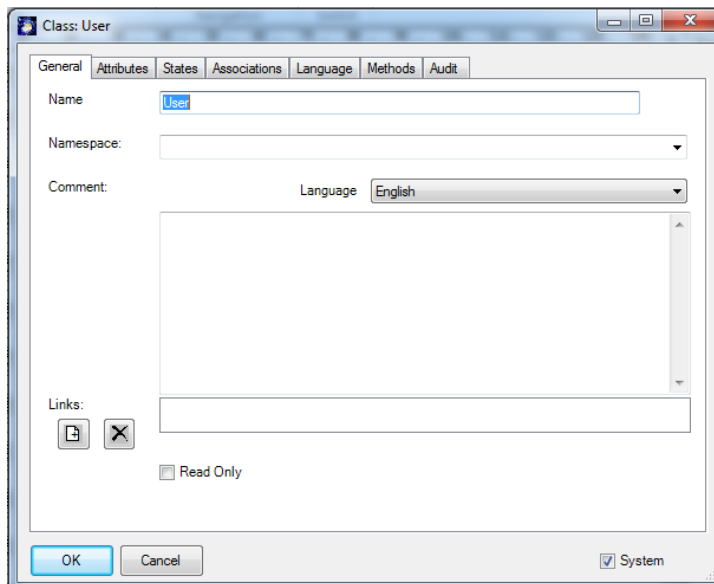 Class: User
General Attributes States Associations Language Methods Audit
Name User
Namespace:
Comment: Language English
Links:
Read Only
OK Cancel System